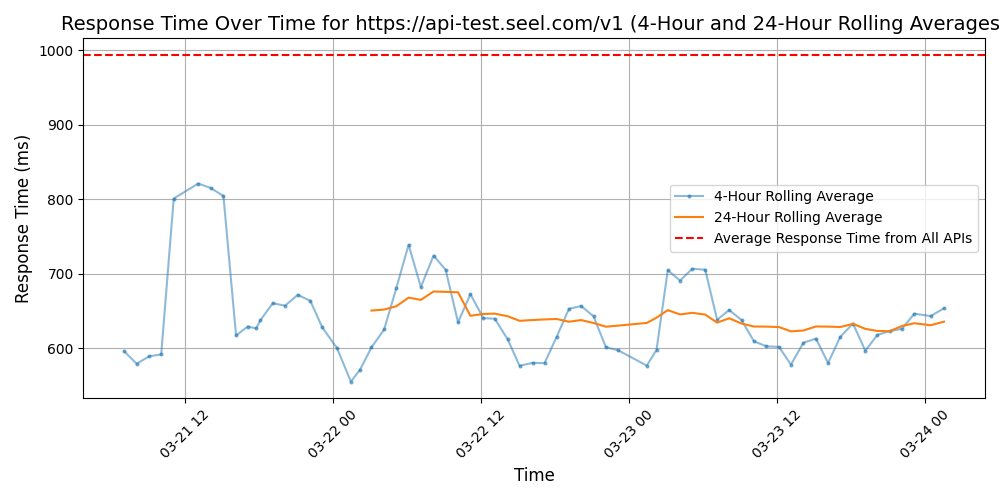 Response Time Over Time for https://api-test.seel.com/v1 (4-Hour and 24-Hour Rolling Averages
Response Time (ms)
1000
900
800
700
600
4-Hour Rolling Average
24-Hour Rolling Average
Average Response Time from All APIs
03-21 12
03-22 00
03-22 12
03-23 00
03-23 12
03-24 00
Time